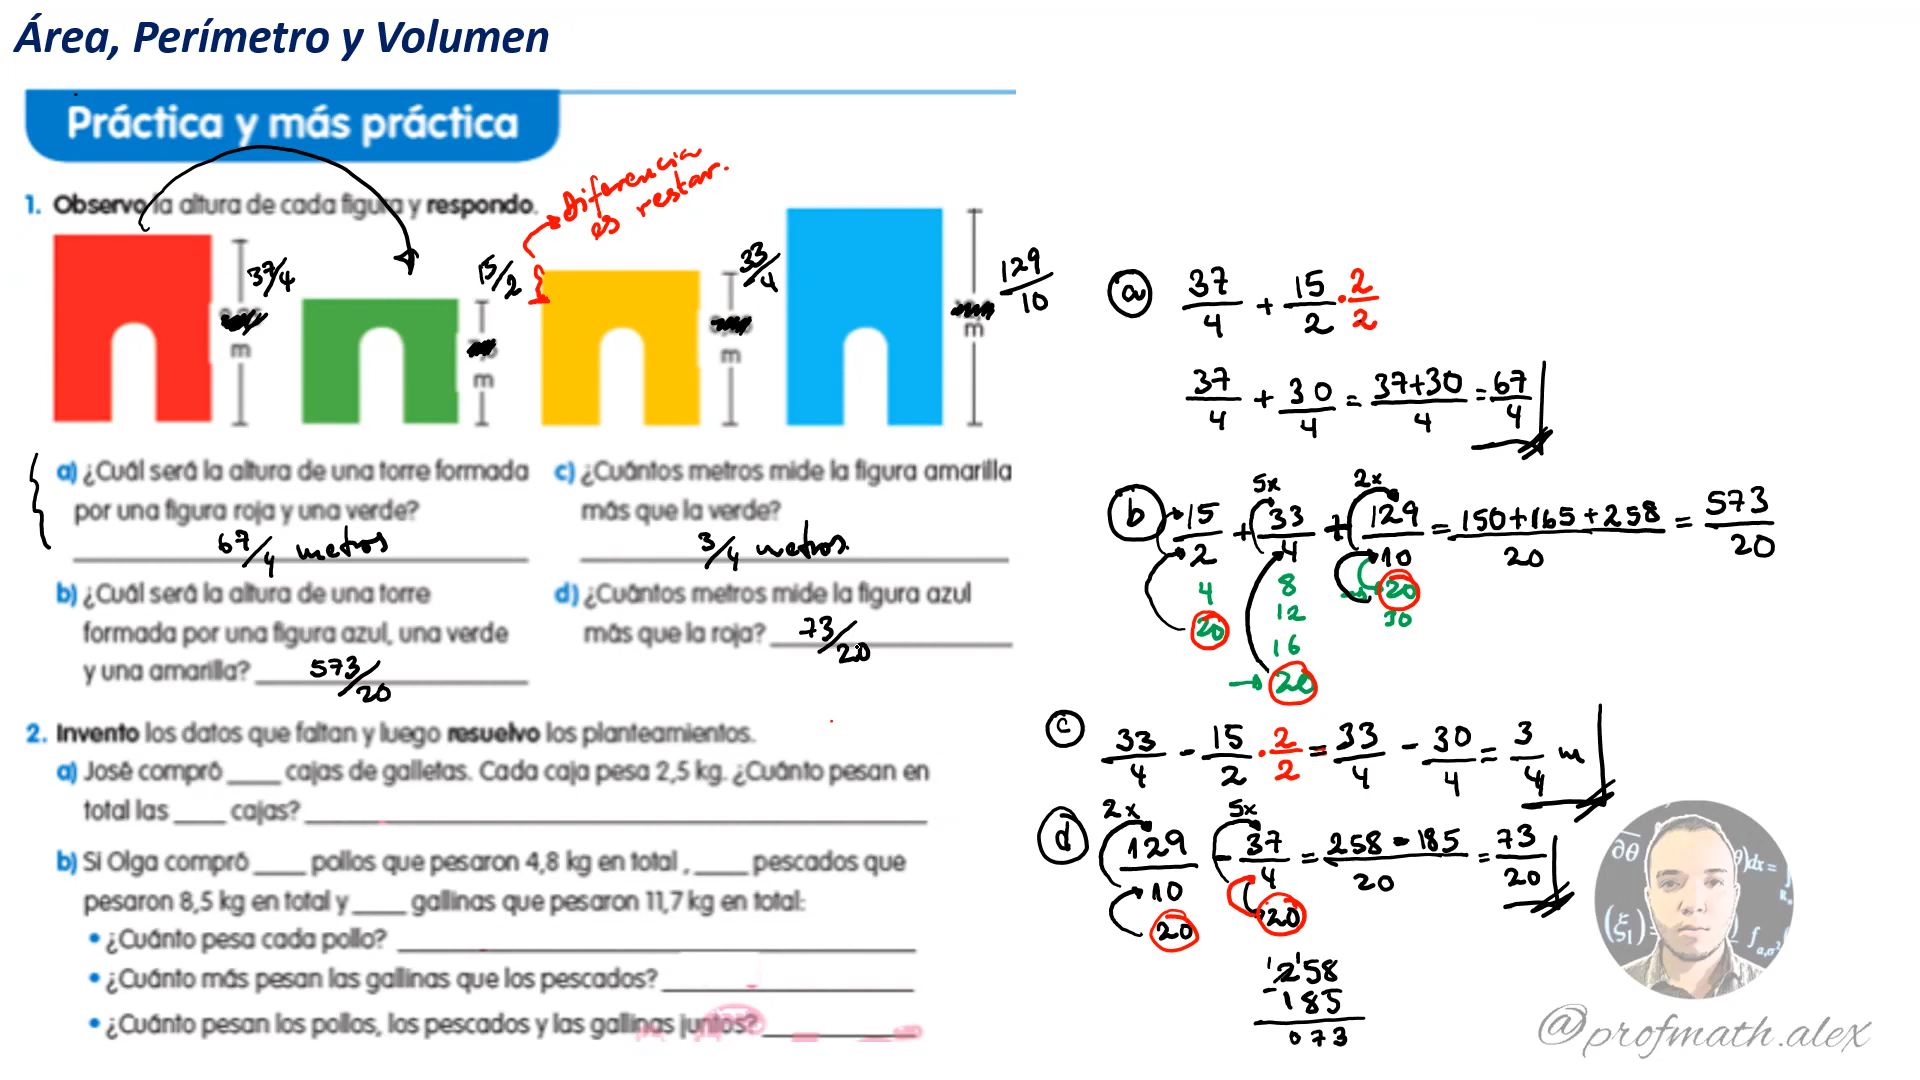 Área, Perímetro y Volumen
Práctica y más práctica
1. Observo la altura de cada figura y respondo.
Diferencia
es restar.
37/4
m
15/2
m
33/4
m
129/10
m
a) ¿Cuál será la altura de una torre formada
por una figura roja y una verde?
67/4 metros
b) ¿Cuál será la altura de una torre
formada por una figura azul, una verde
y una amarilla? 573/20
c) ¿Cuántos metros mide la figura amarilla
más que la verde?
3/4 metros.
d) ¿Cuántos metros mide la figura azul
más que la roja? 73/20
2. Invento los datos que faltan y luego resuelvo los planteamientos.
a) José compró ____ cajas de galletas. Cada caja pesa 2,5 kg. ¿Cuánto pesan en
total las ____ cajas? ____
b) Si Olga compró ____ pollos que pesaron 4,8 kg en total , ____ pescados que
pesaron 8,5 kg en total y ____ gallinas que pesaron 11,7 kg en total:
• ¿Cuánto pesa cada pollo? ____
• ¿Cuánto más pesan las gallinas que los pescados? ____
• ¿Cuánto pesan los pollos, los pescados y las gallinas juntos? ____
a) 37/4 + 15/2 · 2/2
37/4 + 30/4 = 37+30/4 = 67/4
5x 2x
b) 15/2 + 33/4 + 129/10 = 150+165+258/20 = 573/20
4 8 20
20 12 30
16
20
c) 33/4 - 15/2 · 2/2 = 33/4 - 30/4 = 3/4 m
2x 5x
d) 129/10 - 37/4 = 258-185/20 = 73/20
20 20
258
- 185
073
@profmath.alex